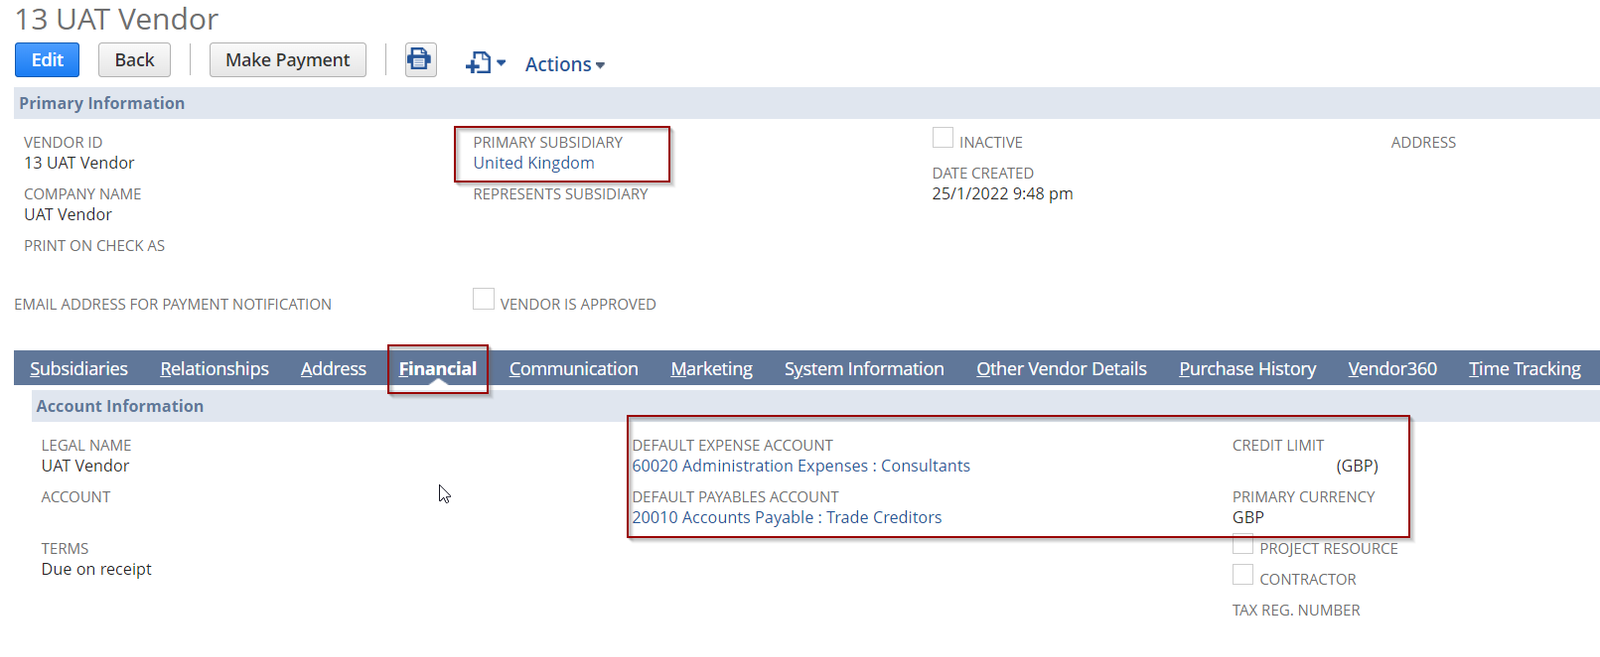 13 UAT Vendor
Edit Back Make Payment Actions
Primary Information
VENDOR ID
13 UAT Vendor
COMPANY NAME
UAT Vendor
PRINT ON CHECK AS
PRIMARY SUBSIDIARY
United Kingdom
REPRESENTS SUBSIDIARY
INACTIVE
DATE CREATED
25/1/2022 9:48 pm
ADDRESS
EMAIL ADDRESS FOR PAYMENT NOTIFICATION
VENDOR IS APPROVED
Subsidiaries Relationships Address Financial Communication Marketing System Information Other Vendor Details Purchase History Vendor360 Time Tracking
Account Information
LEGAL NAME
UAT Vendor
ACCOUNT
TERMS
Due on receipt
DEFAULT EXPENSE ACCOUNT
60020 Administration Expenses : Consultants
DEFAULT PAYABLES ACCOUNT
20010 Accounts Payable : Trade Creditors
CREDIT LIMIT
(GBP)
PRIMARY CURRENCY
GBP
PROJECT RESOURCE
CONTRACTOR
TAX REG. NUMBER